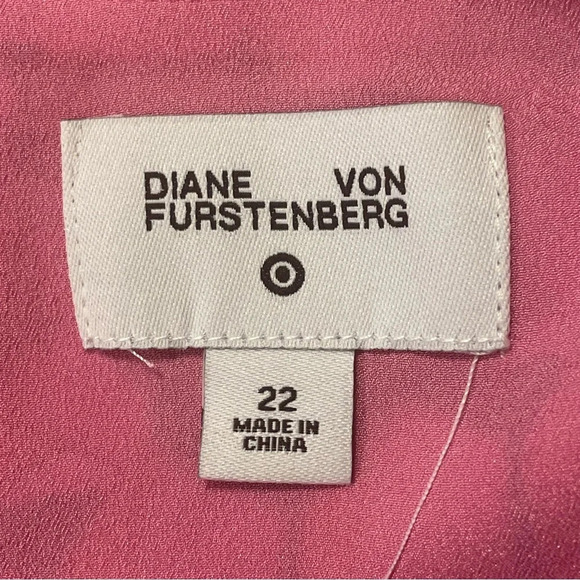 DIANE VON
FURSTENBERG
22
MADE IN
CHINA